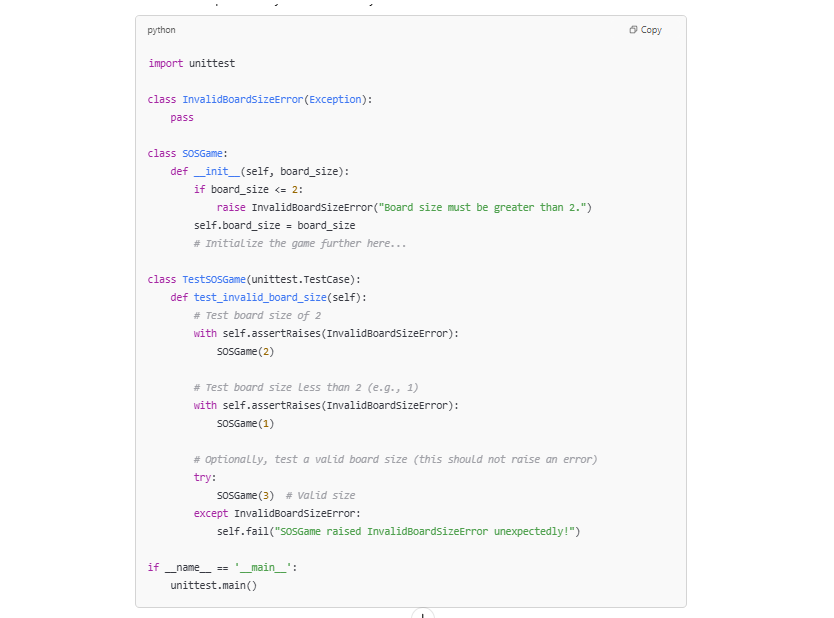 python
Copy
import unittest
class InvalidBoardSizeError(Exception):
    pass
class SOSGame:
    def __init__(self, board_size):
        if board_size <= 2:
            raise InvalidBoardSizeError("Board size must be greater than 2.")
        self.board_size = board_size
        # Initialize the game further here...
class TestSOSGame(unittest.TestCase):
    def test_invalid_board_size(self):
        # Test board size of 2
        with self.assertRaises(InvalidBoardSizeError):
            SOSGame(2)
        # Test board size less than 2 (e.g., 1)
        with self.assertRaises(InvalidBoardSizeError):
            SOSGame(1)
        # Optionally, test a valid board size (this should not raise an error)
        try:
            SOSGame(3)  # Valid size
        except InvalidBoardSizeError:
            self.fail("SOSGame raised InvalidBoardSizeError unexpectedly!")
if __name__ == '__main__':
    unittest.main()